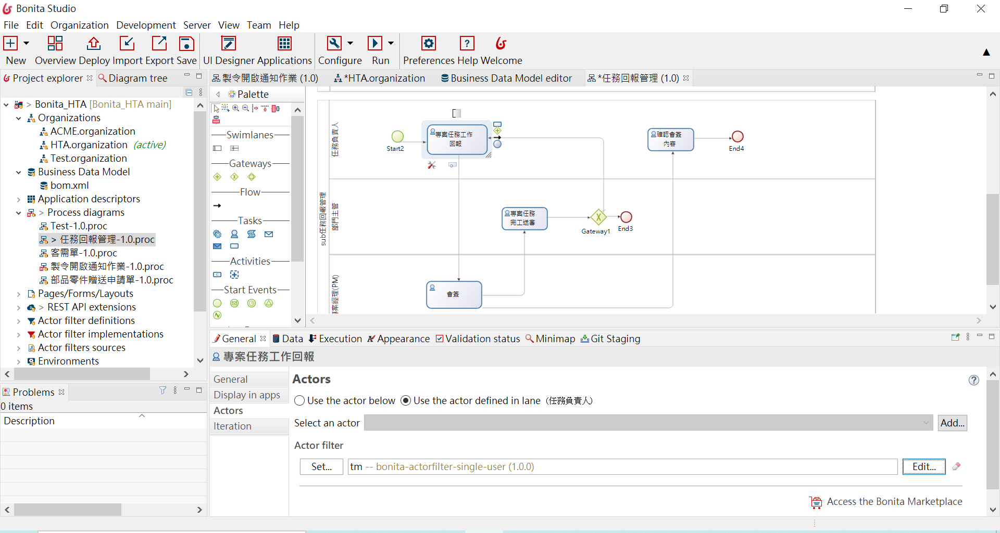 Bonita Studio
File Edit Organization Development Server View Team Help
New Overview Deploy Import Export Save UI Designer Applications Configure Run Preferences Help Welcome
Project explorer Diagram tree
Bonita_HTA [Bonita_HTA main]
Organizations
ACME.organization
HTA.organization (active)
Test.organization
Business Data Model
bom.xml
Application descriptors
> Process diagrams
Test-1.0.proc
> 任務回報管理-1.0.proc
客需單-1.0.proc
製令開啟通知作業-1.0.proc
部品零件贈送申請單-1.0.proc
Pages/Forms/Layouts
> REST API extensions
Actor filter definitions
Actor filter implementations
Actor filters sources
Environments
Problems
0 items
Description
製令開啟通知作業 (1.0) *HTA.organization Business Data Model editor *任務回報管理 (1.0)
Palette
Swimlanes
Gateways
Flow
Tasks
Activities
Start Events
sub任務回報管理
任務負責人
Start2
專案任務工作
回報
確認會簽
內容
End4
部門主管
專案任務
完工送審
Gateway1
End3
專案經理(PM)
會簽
General Data Execution Appearance Validation status Minimap Git Staging
專案任務工作回報
General
Display in apps
Actors
Iteration
Actors
Use the actor below Use the actor defined in lane (任務負責人)
Select an actor Add...
Actor filter
Set... tm -- bonita-actorfilter-single-user (1.0.0) Edit...
Access the Bonita Marketplace